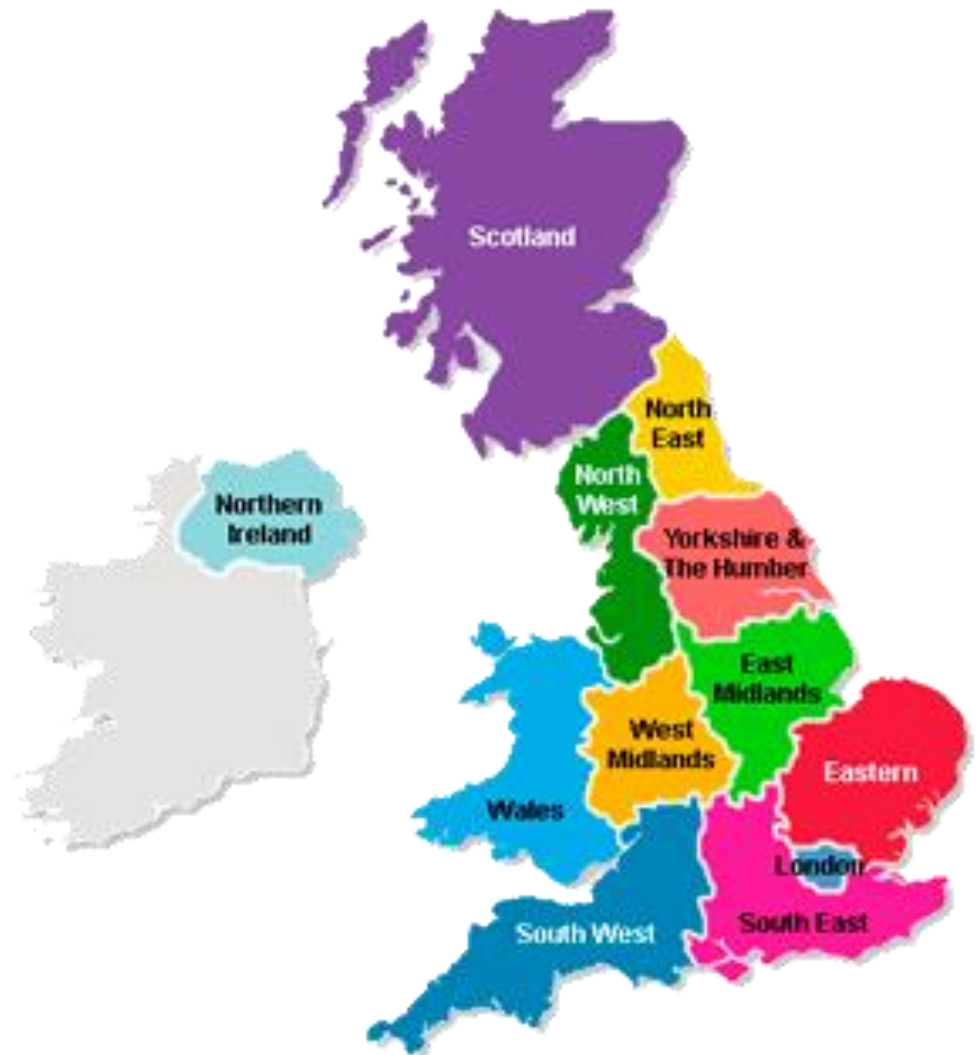 Scotland
North
East
North
West
Northern
Ireland
Yorkshire &
The Humber
East
Midlands
West
Midlands
Eastern
Wales
London
South East
South West